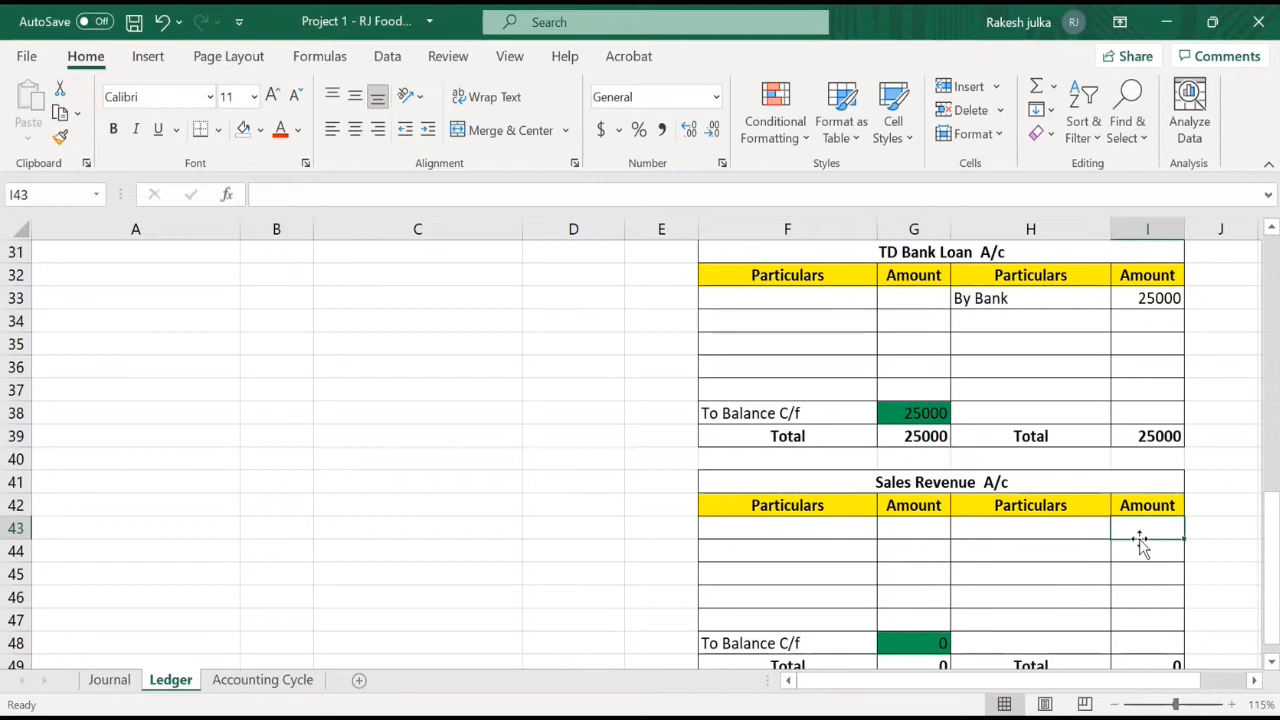 AutoSave Off Project 1 - RJ Food... Search Rakesh julka RJ
File Home Insert Page Layout Formulas Data Review View Help Acrobat Share Comments
Paste Calibri 11 Wrap Text General Conditional Formatting Format as Table Cell Styles Insert Delete Format Sort & Filter Find & Select Analyze Data
B I U Merge & Center $ % 9
Clipboard Font Alignment Number Styles Cells Editing Analysis
I43 fx
A B C D E F G H I J
31 TD Bank Loan A/c
32 Particulars Amount Particulars Amount
33 By Bank 25000
34
35
36
37
38 To Balance C/f 25000
39 Total 25000 Total 25000
40
41 Sales Revenue A/c
42 Particulars Amount Particulars Amount
43
44
45
46
47
48 To Balance C/f 0
49 Total 0 Total 0
Journal Ledger Accounting Cycle
Ready 115%